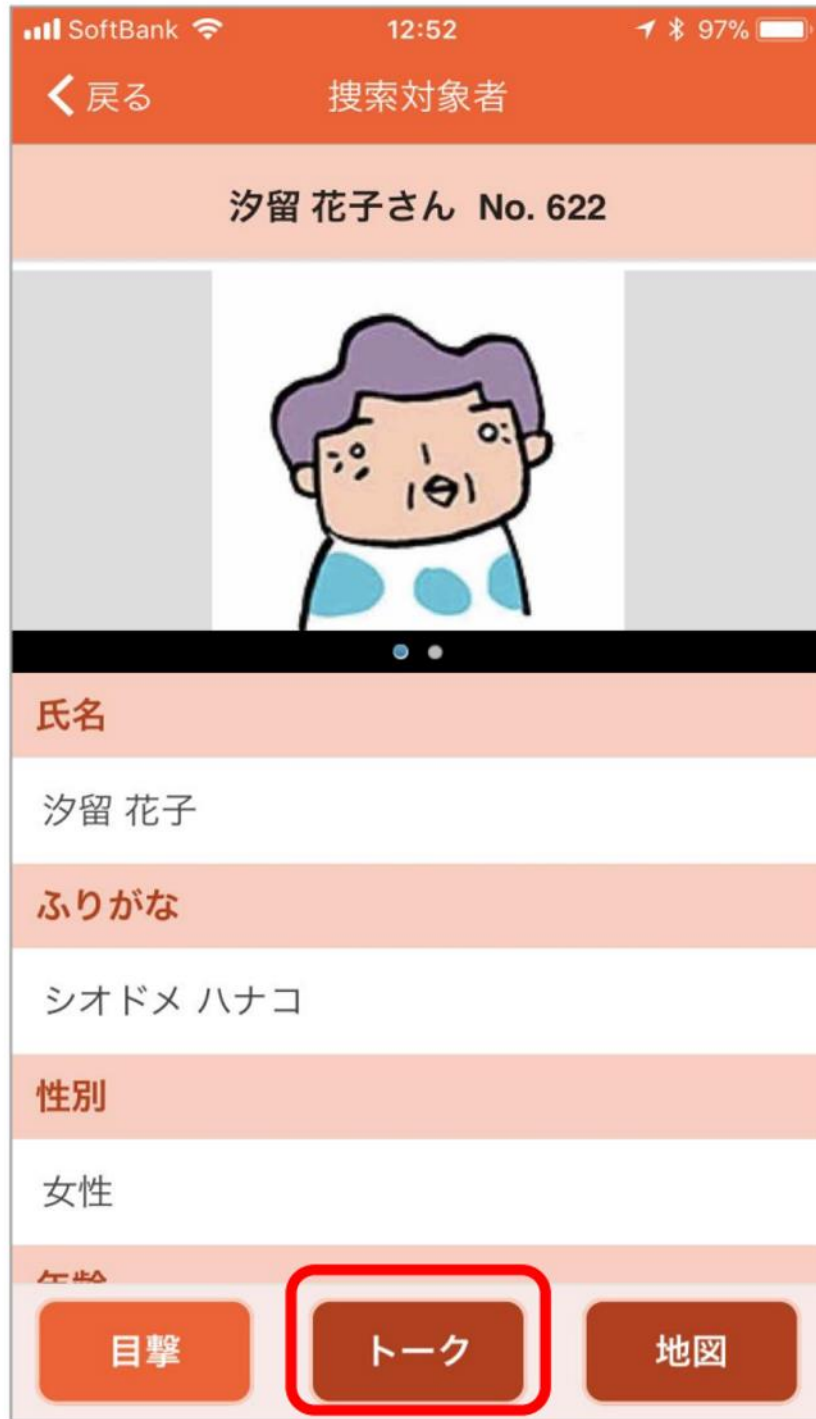 SoftBank 12:52 97%
戻る 捜索対象者
汐留 花子さん No. 622
氏名
汐留 花子
ふりがな
シオドメ ハナコ
性別
女性
年齢
目撃 トーク 地図